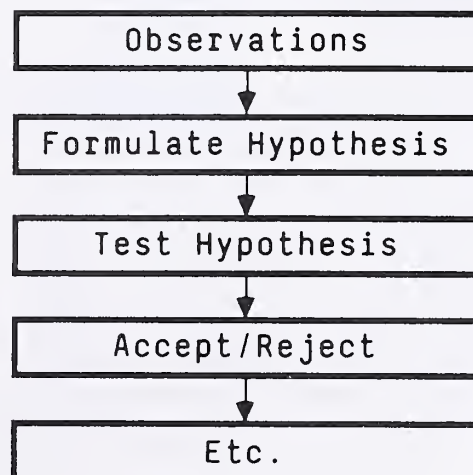 Observations
Formulate Hypothesis
Test Hypothesis
Accept/Reject
Etc.